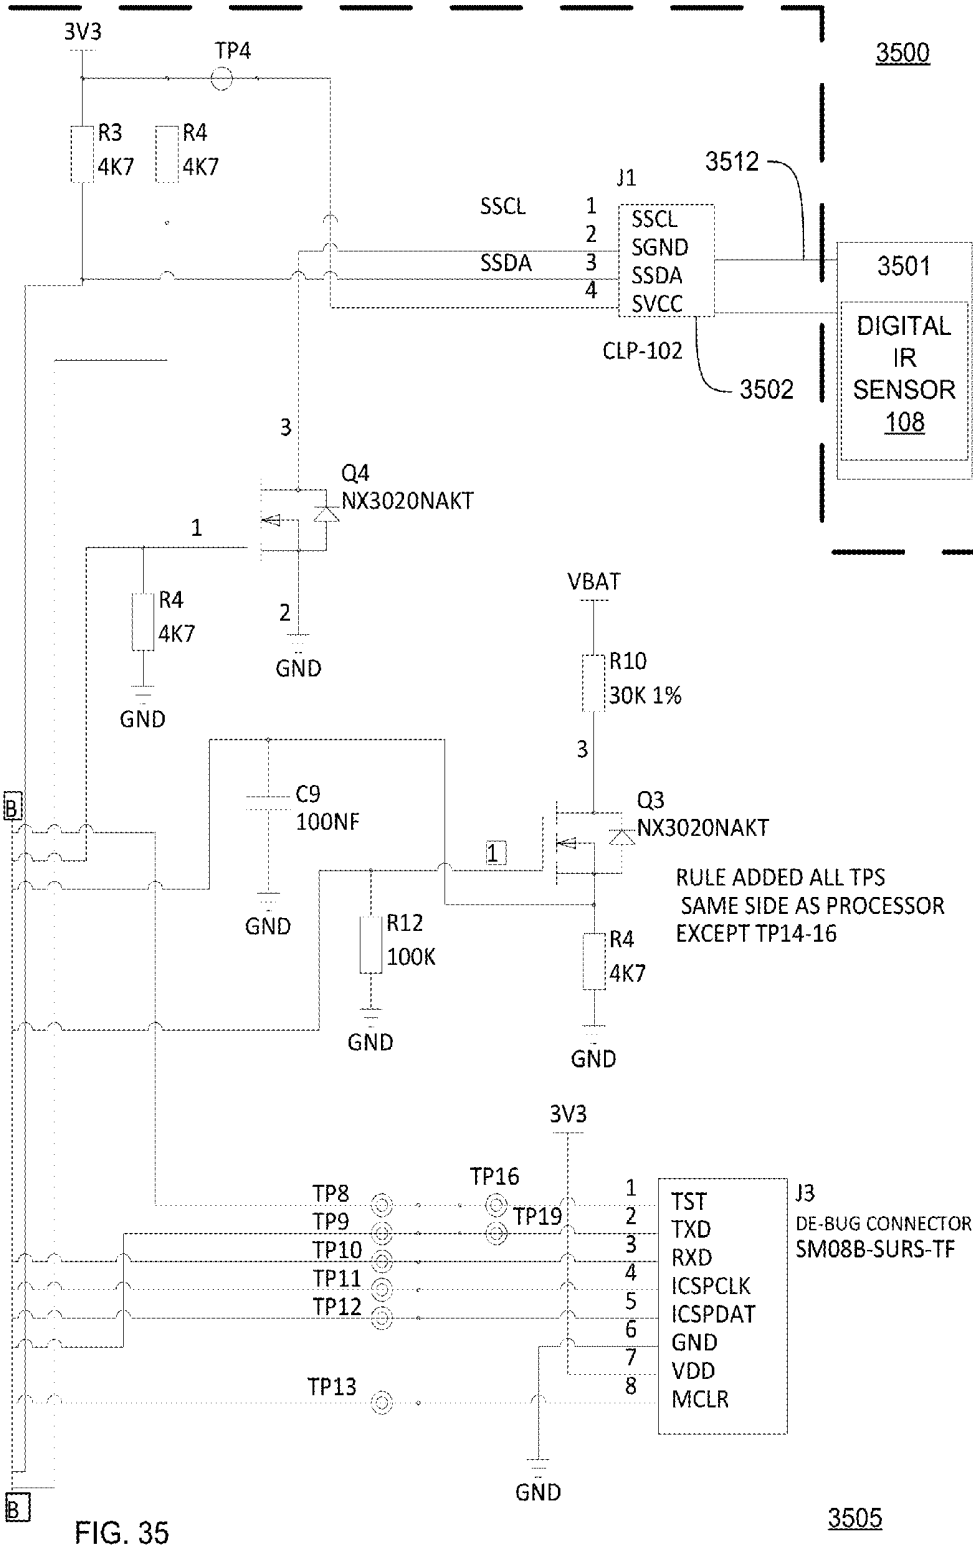 3V3
TP4
3500
R3
4K7
R4
4K7
3512
J1
SSCL
1
SSCL
2
SGND
SSDA
3
SSDA
4
SVCC
3501
DIGITAL
IR
SENSOR
108
CLP-102
3502
3
Q4
NX3020NAKT
1
R4
4K7
2
GND
GND
VBAT
R10
30K 1%
3
B
C9
100NF
Q3
NX3020NAKT
1
RULE ADDED ALL TPS
SAME SIDE AS PROCESSOR
EXCEPT TP14-16
GND
R12
100K
R4
4K7
GND
GND
3V3
TP8
TP16
1
TST
J3
TP9
TP19
2
TXD
DE-BUG CONNECTOR
SM08B-SURS-TF
TP10
3
RXD
TP11
4
ICSPCLK
TP12
5
ICSPDAT
6
GND
7
VDD
TP13
8
MCLR
GND
B
FIG. 35
3505